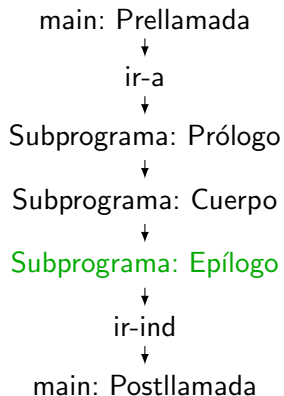 main: Prellamada
ir-a
Subprograma: Prólogo
Subprograma: Cuerpo
Subprograma: Epílogo
ir-ind
main: Postllamada